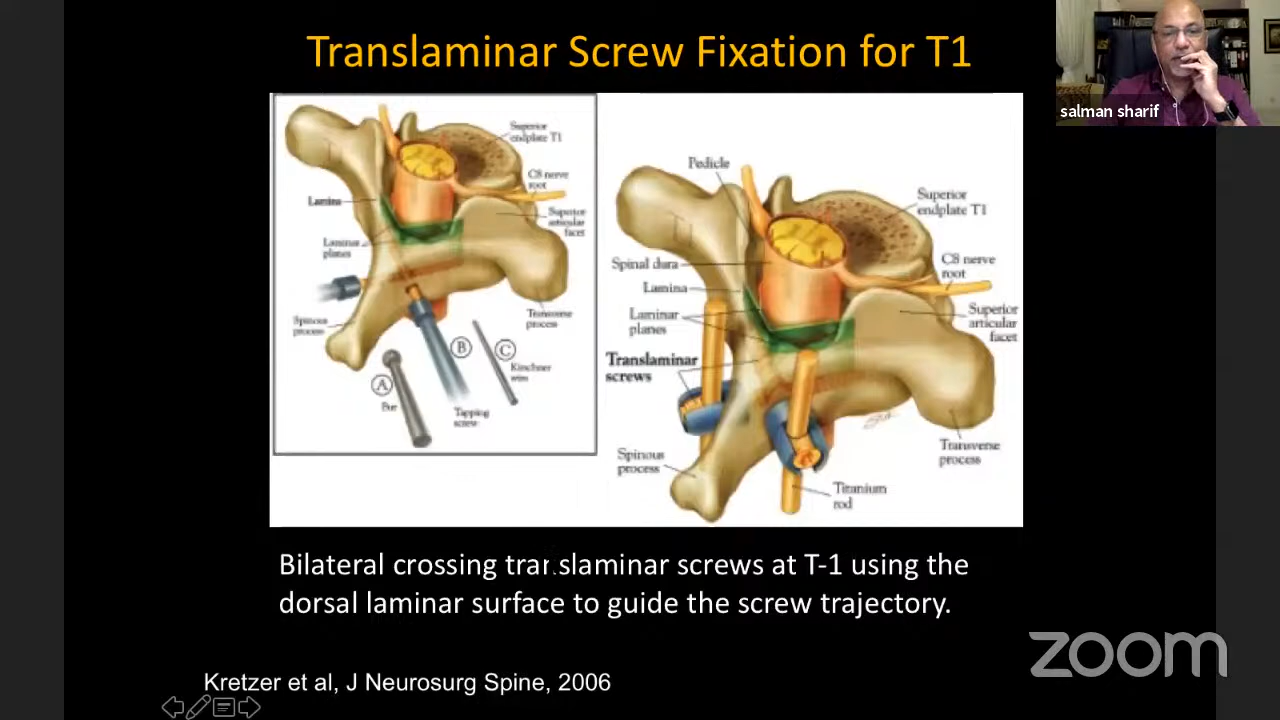 Translaminar Screw Fixation for T1
salman sharif
Superior
endplate T1
C8 nerve
root
Lamina
Superior
articular
facet
Laminar
planes
Spinous
process
Transverse
process
A
B
C
Bur
Tapping
screw
Kirschner
wire
Pedicle
Superior
endplate T1
Spinal dura
C8 nerve
root
Lamina
Laminar
planes
Superior
articular
facet
Translaminar
screws
Spinous
process
Transverse
process
Titanium
rod
Bilateral crossing translaminar screws at T-1 using the
dorsal laminar surface to guide the screw trajectory.
Kretzer et al, J Neurosurg Spine, 2006
zoom